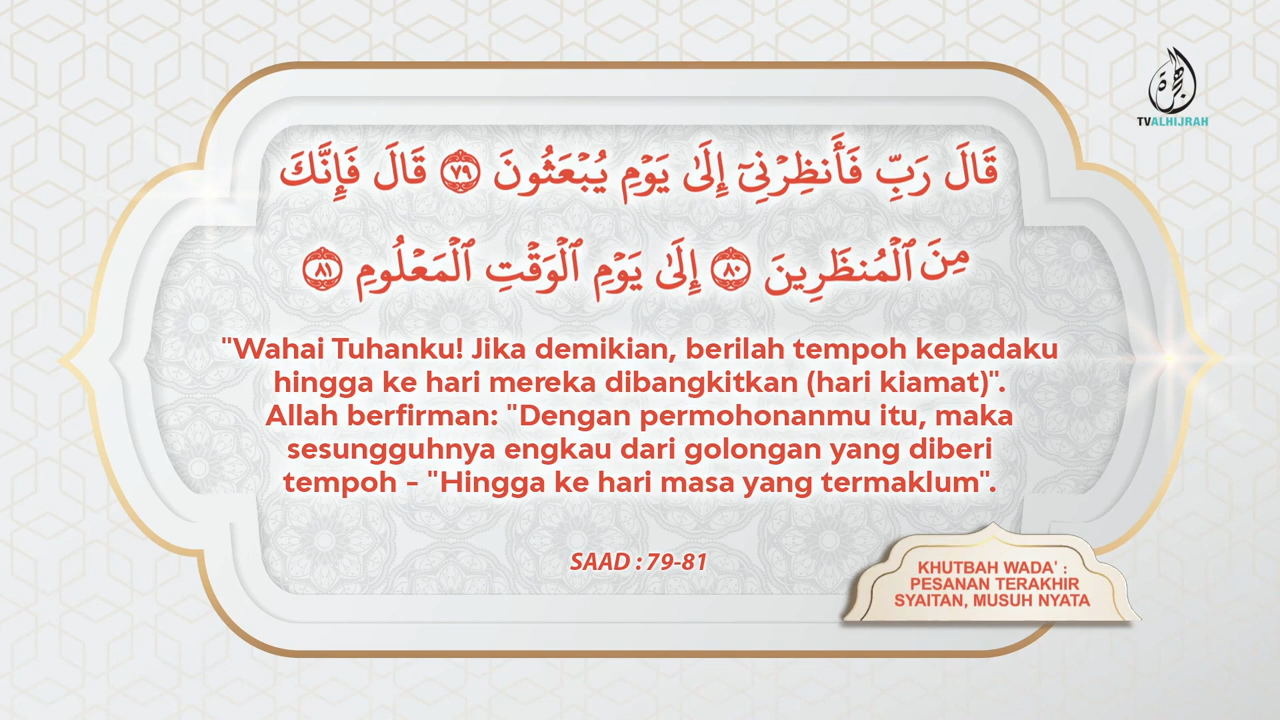 هجرة
TVALHIJRAH
قَالَ رَبِّ فَأَنظِرْنِىٓ إِلَىٰ يَوْمِ يُبْعَثُونَ ٧٩ قَالَ فَإِنَّكَ
مِنَ ٱلْمُنظَرِينَ ٨٠ إِلَىٰ يَوْمِ ٱلْوَقْتِ ٱلْمَعْلُومِ ٨١
"Wahai Tuhanku! Jika demikian, berilah tempoh kepadaku
hingga ke hari mereka dibangkitkan (hari kiamat)".
Allah berfirman: "Dengan permohonanmu itu, maka
sesungguhnya engkau dari golongan yang diberi
tempoh - "Hingga ke hari masa yang termaklum".
SAAD : 79-81
KHUTBAH WADA' :
PESANAN TERAKHIR
SYAITAN, MUSUH NYATA